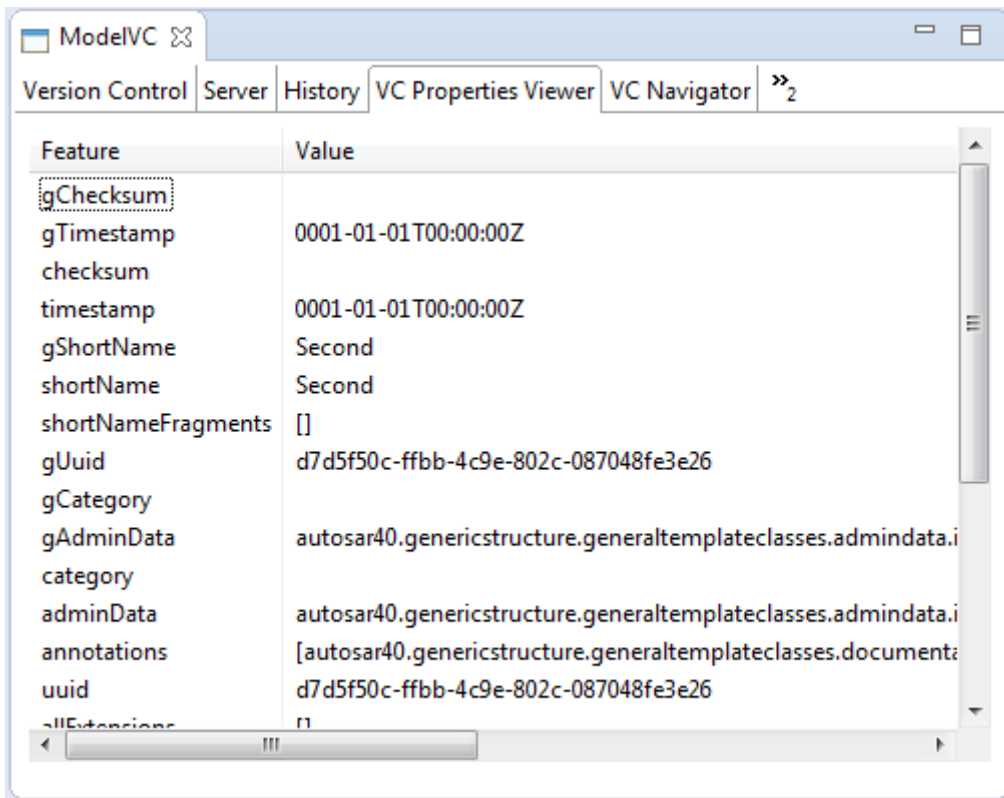 ModelVC
Version Control Server History VC Properties Viewer VC Navigator »2
Feature Value
gChecksum
gTimestamp 0001-01-01T00:00:00Z
checksum
timestamp 0001-01-01T00:00:00Z
gShortName Second
shortName Second
shortNameFragments []
gUuid d7d5f50c-ffbb-4c9e-802c-087048fe3e26
gCategory
gAdminData autosar40.genericstructure.generaltemplateclasses.admindata.i
category
adminData autosar40.genericstructure.generaltemplateclasses.admindata.i
annotations [autosar40.genericstructure.generaltemplateclasses.documenta
uuid d7d5f50c-ffbb-4c9e-802c-087048fe3e26
allExtensions []